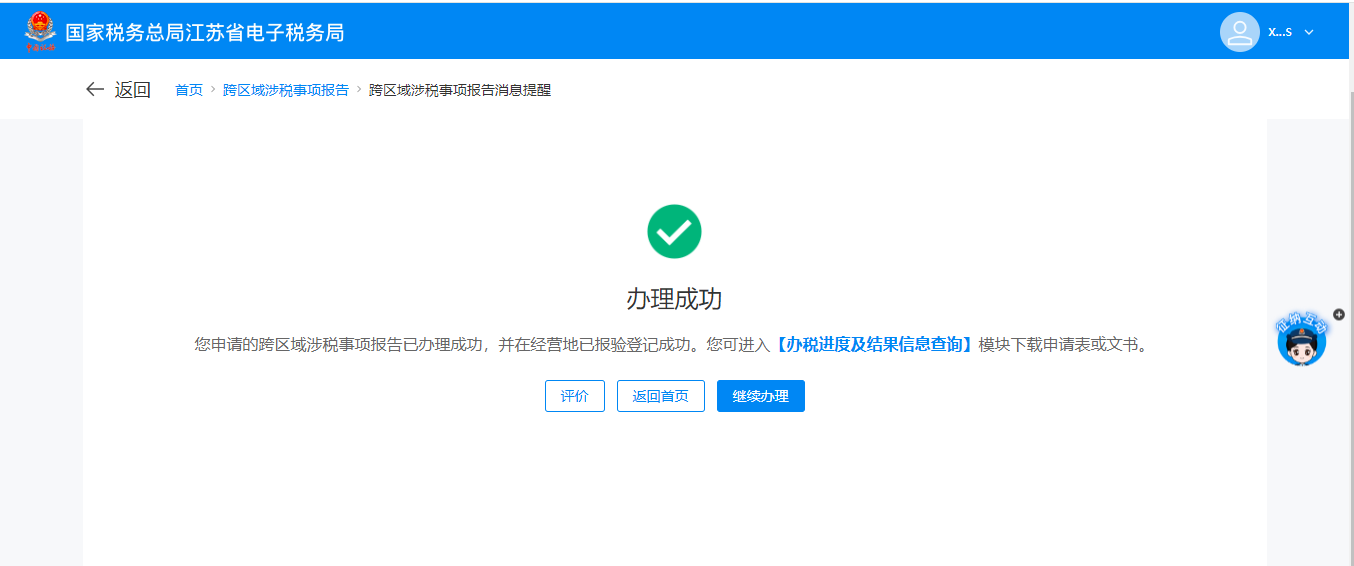 国家税务总局江苏省电子税务局
x...s
返回 首页 > 跨区域涉税事项报告 > 跨区域涉税事项报告消息提醒
办理成功
征纳互动
您申请的跨区域涉税事项报告已办理成功，并在经营地已报验登记成功。您可进入【办税进度及结果信息查询】模块下载申请表或文书。
评价 返回首页 继续办理